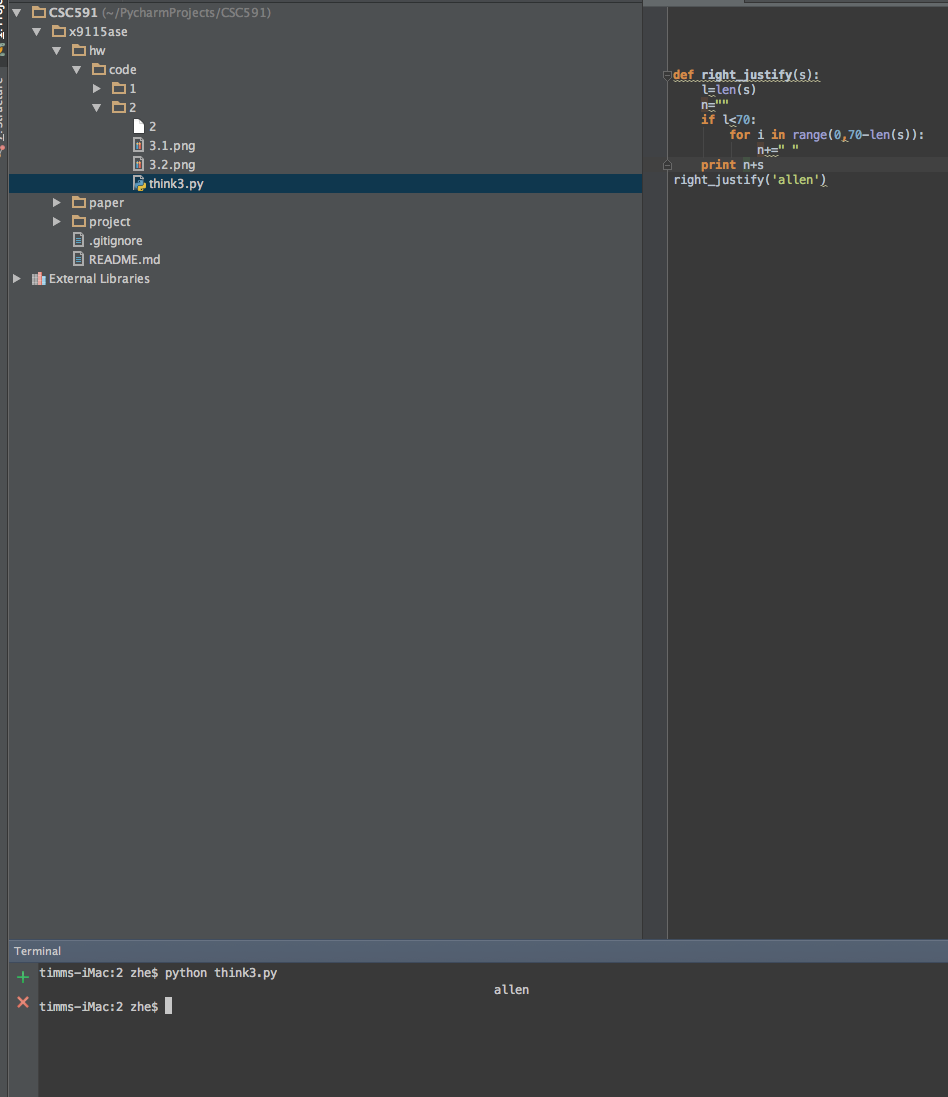 CSC591 (~/PycharmProjects/CSC591)
x9115ase
hw
code
1
2
2
3.1.png
3.2.png
think3.py
paper
project
.gitignore
README.md
External Libraries
def right_justify(s):
    l=len(s)
    n=""
    if l<70:
        for i in range(0,70-len(s)):
            n+=" "
    print n+s
right_justify('allen')
Terminal
timms-iMac:2 zhe$ python think3.py
                                                                 allen
timms-iMac:2 zhe$